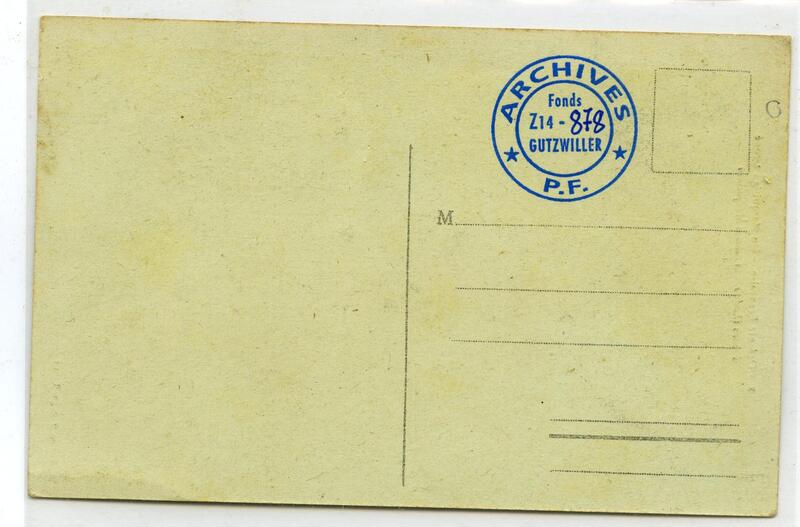 ARCHIVES
Fonds
Z14 - 878
GUTZWILLER
P.F.
M